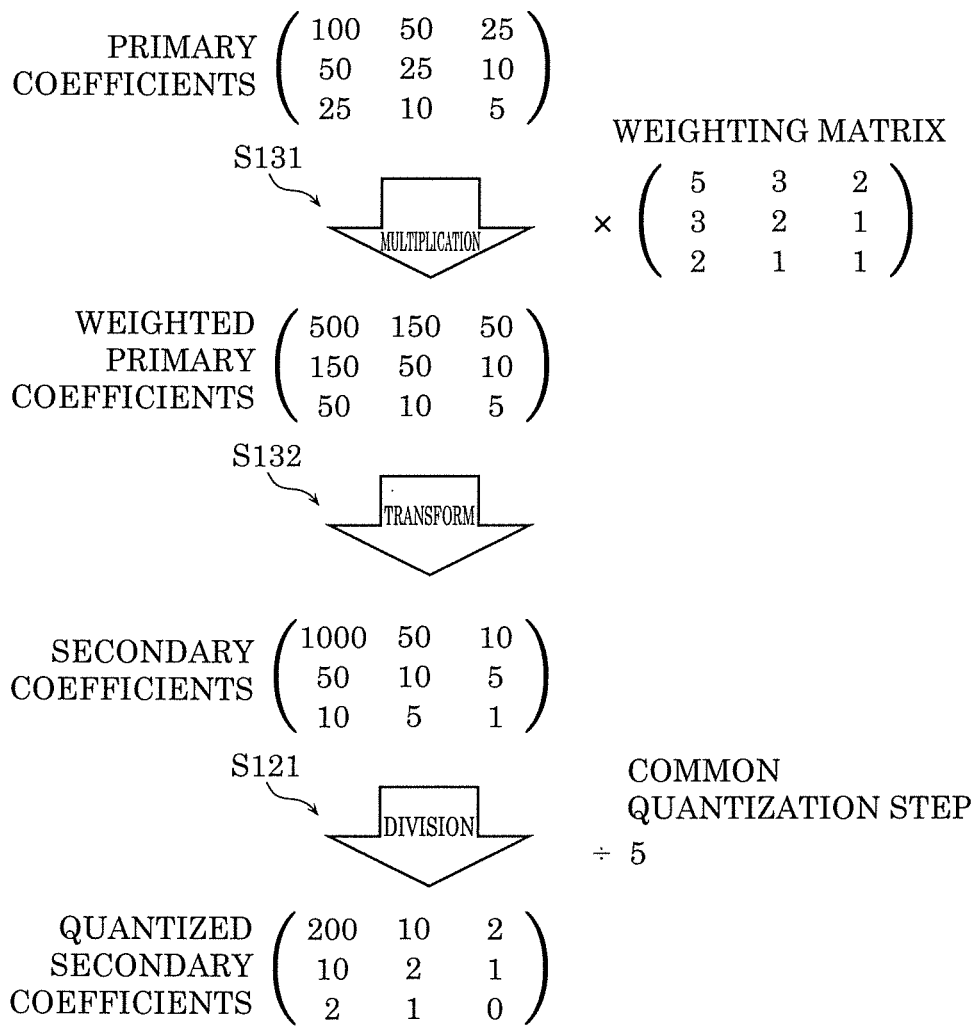 PRIMARY
COEFFICIENTS
100 50 25
50 25 10
25 10 5
S131
MULTIPLICATION
WEIGHTING MATRIX
×
5 3 2
3 2 1
2 1 1
WEIGHTED
PRIMARY
COEFFICIENTS
500 150 50
150 50 10
50 10 5
S132
TRANSFORM
SECONDARY
COEFFICIENTS
1000 50 10
50 10 5
10 5 1
S121
DIVISION
COMMON
QUANTIZATION STEP
÷ 5
QUANTIZED
SECONDARY
COEFFICIENTS
200 10 2
10 2 1
2 1 0